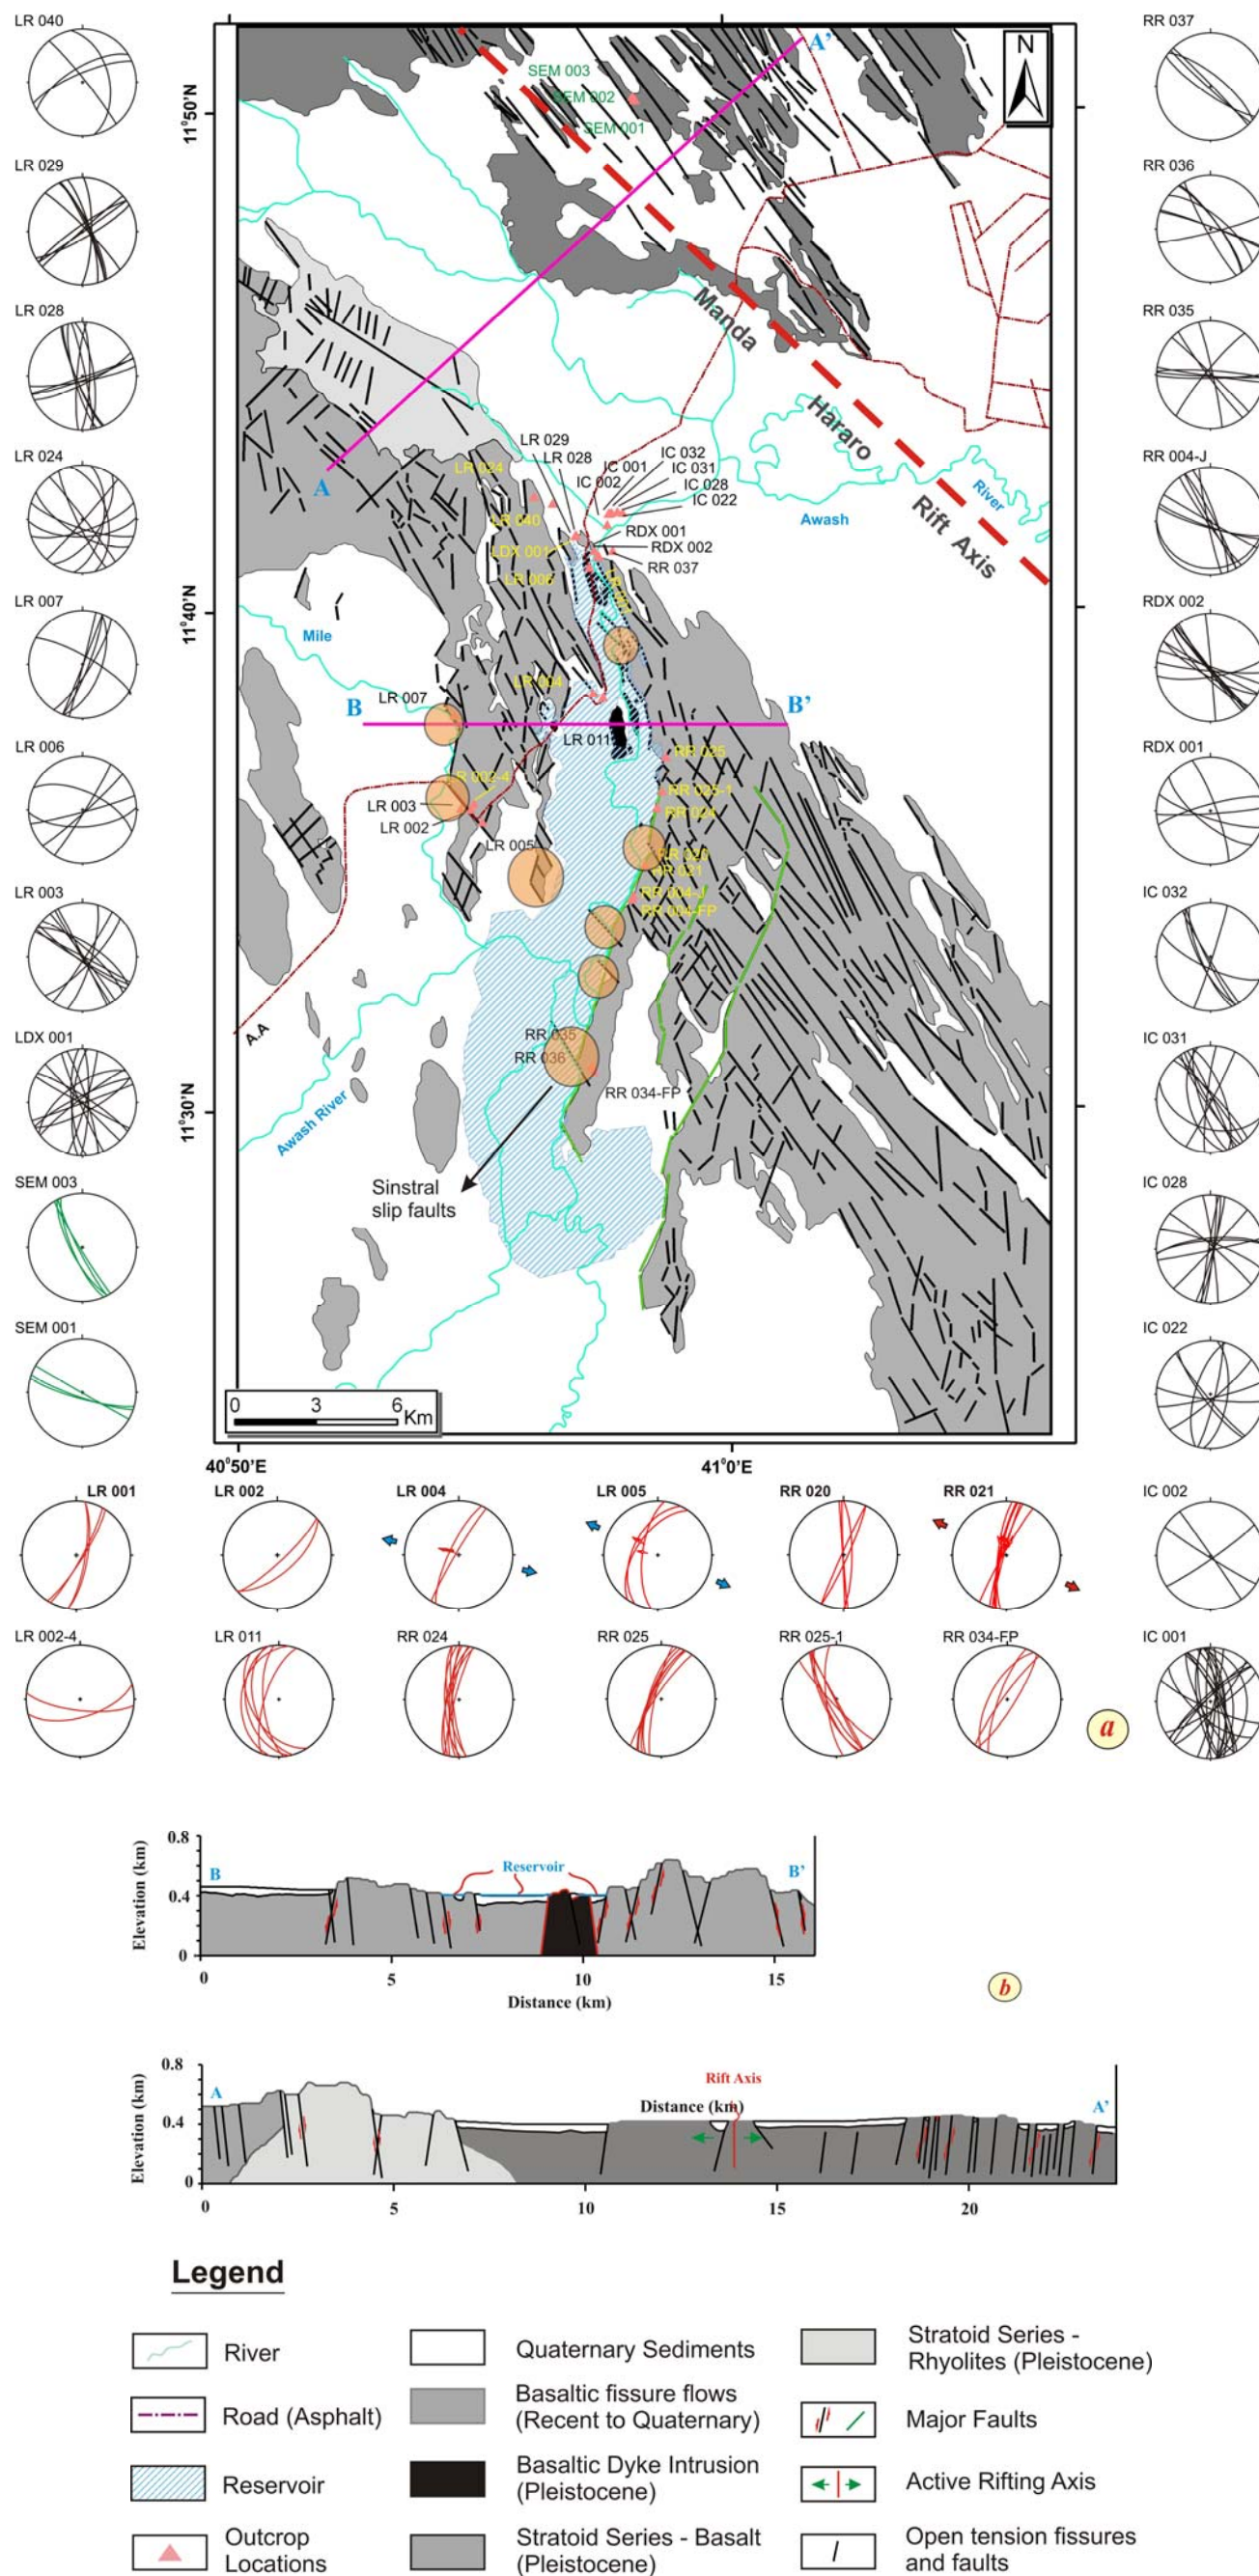 LR 040
LR 029
LR 028
LR 024
LR 007
LR 006
LR 003
LDX 001
SEM 003
SEM 001
RR 037
RR 036
RR 035
RR 004-J
RDX 002
RDX 001
IC 032
IC 031
IC 028
IC 022
IC 002
IC 001
11°50'N
11°40'N
11°30'N
40°50'E
41°0'E
A'
N
SEM 003
SEM 002
SEM 001
Manda
Hararo
Rift Axis
River
Awash
A
LR 029
LR 028
LR 024
LR 040
LDX 001
LR 006
IC 032
IC 001
IC 031
IC 002
IC 028
IC 022
RDX 001
RDX 002
RR 037
Mile
LR 004
LR 007
B
B'
LR 011
RR 025
LR 002-4
LR 003
LR 002
RR 025-1
RR 024
LR 005
RR 020
RR 021
RR 004-J
RR 004-FP
A.A
Awash River
RR 035
RR 036
RR 034-FP
Sinstral
slip faults
0 3 6
Km
LR 001
LR 002
LR 004
LR 005
RR 020
RR 021
LR 002-4
LR 011
RR 024
RR 025
RR 025-1
RR 034-FP
a
Elevation (km)
0.8
0.4
0
B
Reservoir
B'
0 5 10 15
Distance (km)
b
Elevation (km)
0.8
0.4
0
A
Rift Axis
Distance (km)
A'
0 5 10 15 20
Legend
River
Road (Asphalt)
Reservoir
Outcrop
Locations
Quaternary Sediments
Basaltic fissure flows
(Recent to Quaternary)
Basaltic Dyke Intrusion
(Pleistocene)
Stratoid Series - Basalt
(Pleistocene)
Stratoid Series -
Rhyolites (Pleistocene)
Major Faults
Active Rifting Axis
Open tension fissures
and faults